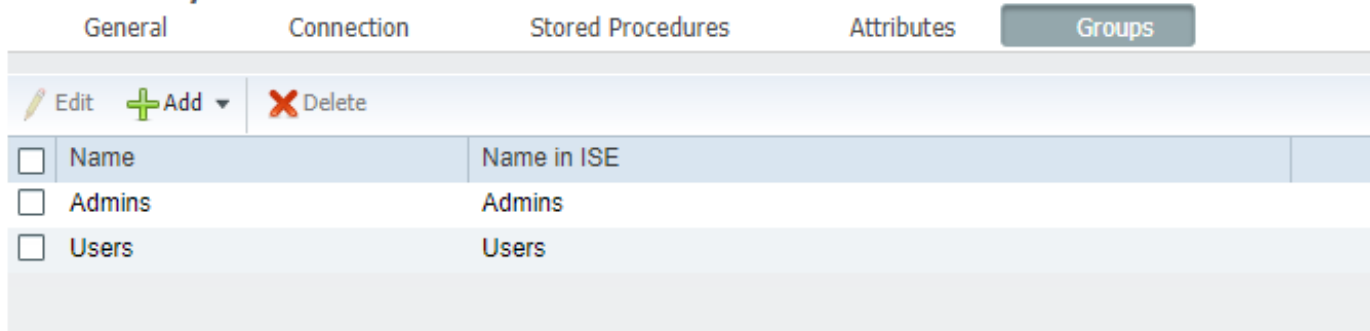 General Connection Stored Procedures Attributes Groups
Edit Add Delete
Name Name in ISE
Admins Admins
Users Users